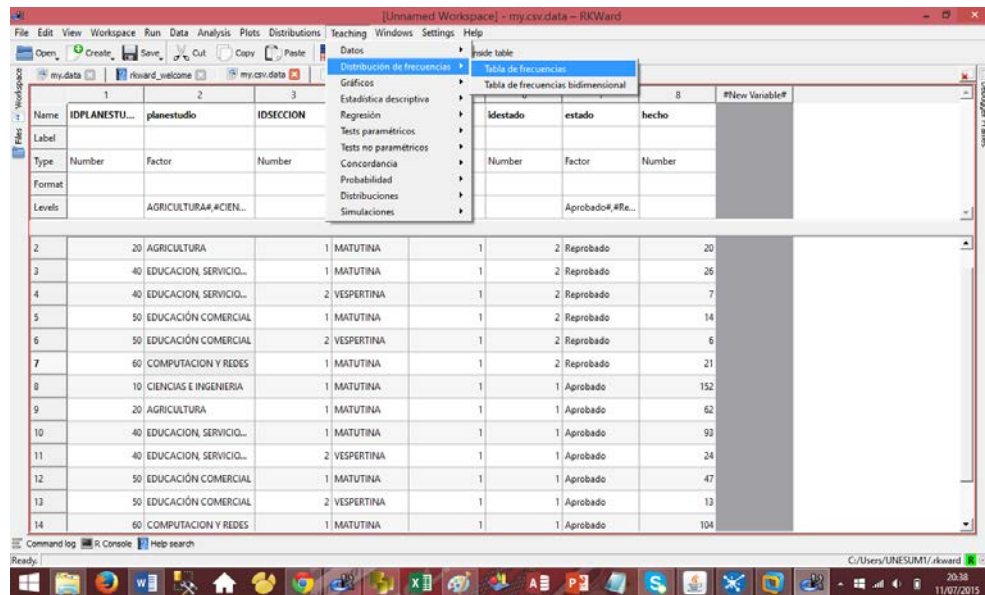 [Unnamed Workspace] - my.csv.data – RKWard
File Edit View Workspace Run Data Analysis Plots Distributions Teaching Windows Settings Help
Open Create Save Cut Copy Paste nside table
my.data rkward_welcome my.csv.data
Workspace
Files
Datos
Distribución de frecuencias
Gráficos
Estadística descriptiva
Regresión
Tests paramétricos
Tests no paramétricos
Concordancia
Probabilidad
Distribuciones
Simulaciones
Tabla de frecuencias
Tabla de frecuencias bidimensional
1 2 3 8 #New Variable#
Name IDPLANESTU... planestudio IDSECCION idestado estado hecho
Label
Type Number Factor Number Number Factor Number
Format
Levels AGRICULTURA#,#CIEN... Aprobado#,#Re...
2 20 AGRICULTURA 1 MATUTINA 1 2 Reprobado 20
3 40 EDUCACION, SERVICIO... 1 MATUTINA 1 2 Reprobado 26
4 40 EDUCACION, SERVICIO... 2 VESPERTINA 1 2 Reprobado 7
5 50 EDUCACIÓN COMERCIAL 1 MATUTINA 1 2 Reprobado 14
6 50 EDUCACIÓN COMERCIAL 2 VESPERTINA 1 2 Reprobado 6
7 60 COMPUTACION Y REDES 1 MATUTINA 1 2 Reprobado 21
8 10 CIENCIAS E INGENIERIA 1 MATUTINA 1 1 Aprobado 152
9 20 AGRICULTURA 1 MATUTINA 1 1 Aprobado 62
10 40 EDUCACION, SERVICIO... 1 MATUTINA 1 1 Aprobado 93
11 40 EDUCACION, SERVICIO... 2 VESPERTINA 1 1 Aprobado 24
12 50 EDUCACIÓN COMERCIAL 1 MATUTINA 1 1 Aprobado 47
13 50 EDUCACIÓN COMERCIAL 2 VESPERTINA 1 1 Aprobado 13
14 60 COMPUTACION Y REDES 1 MATUTINA 1 1 Aprobado 104
Command log R Console Help search
Ready. C:/Users/UNESUM1/.rkward R
20:38
11/07/2015